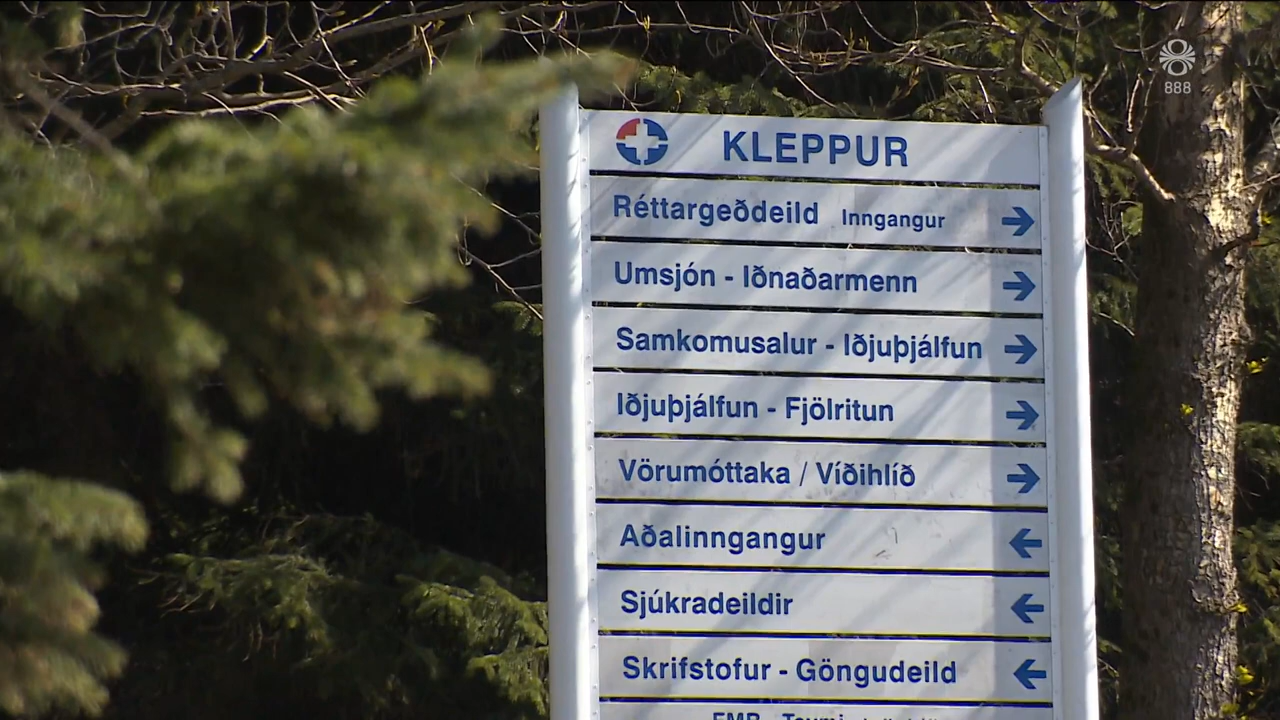 888
KLEPPUR
Réttargeðdeild Inngangur
Umsjón - Iðnaðarmenn
Samkomusalur - Iðjuþjálfun
Iðjuþjálfun - Fjölritun
Vörumóttaka / Víðihlíð
Aðalinngangur
Sjúkradeildir
Skrifstofur - Göngudeild